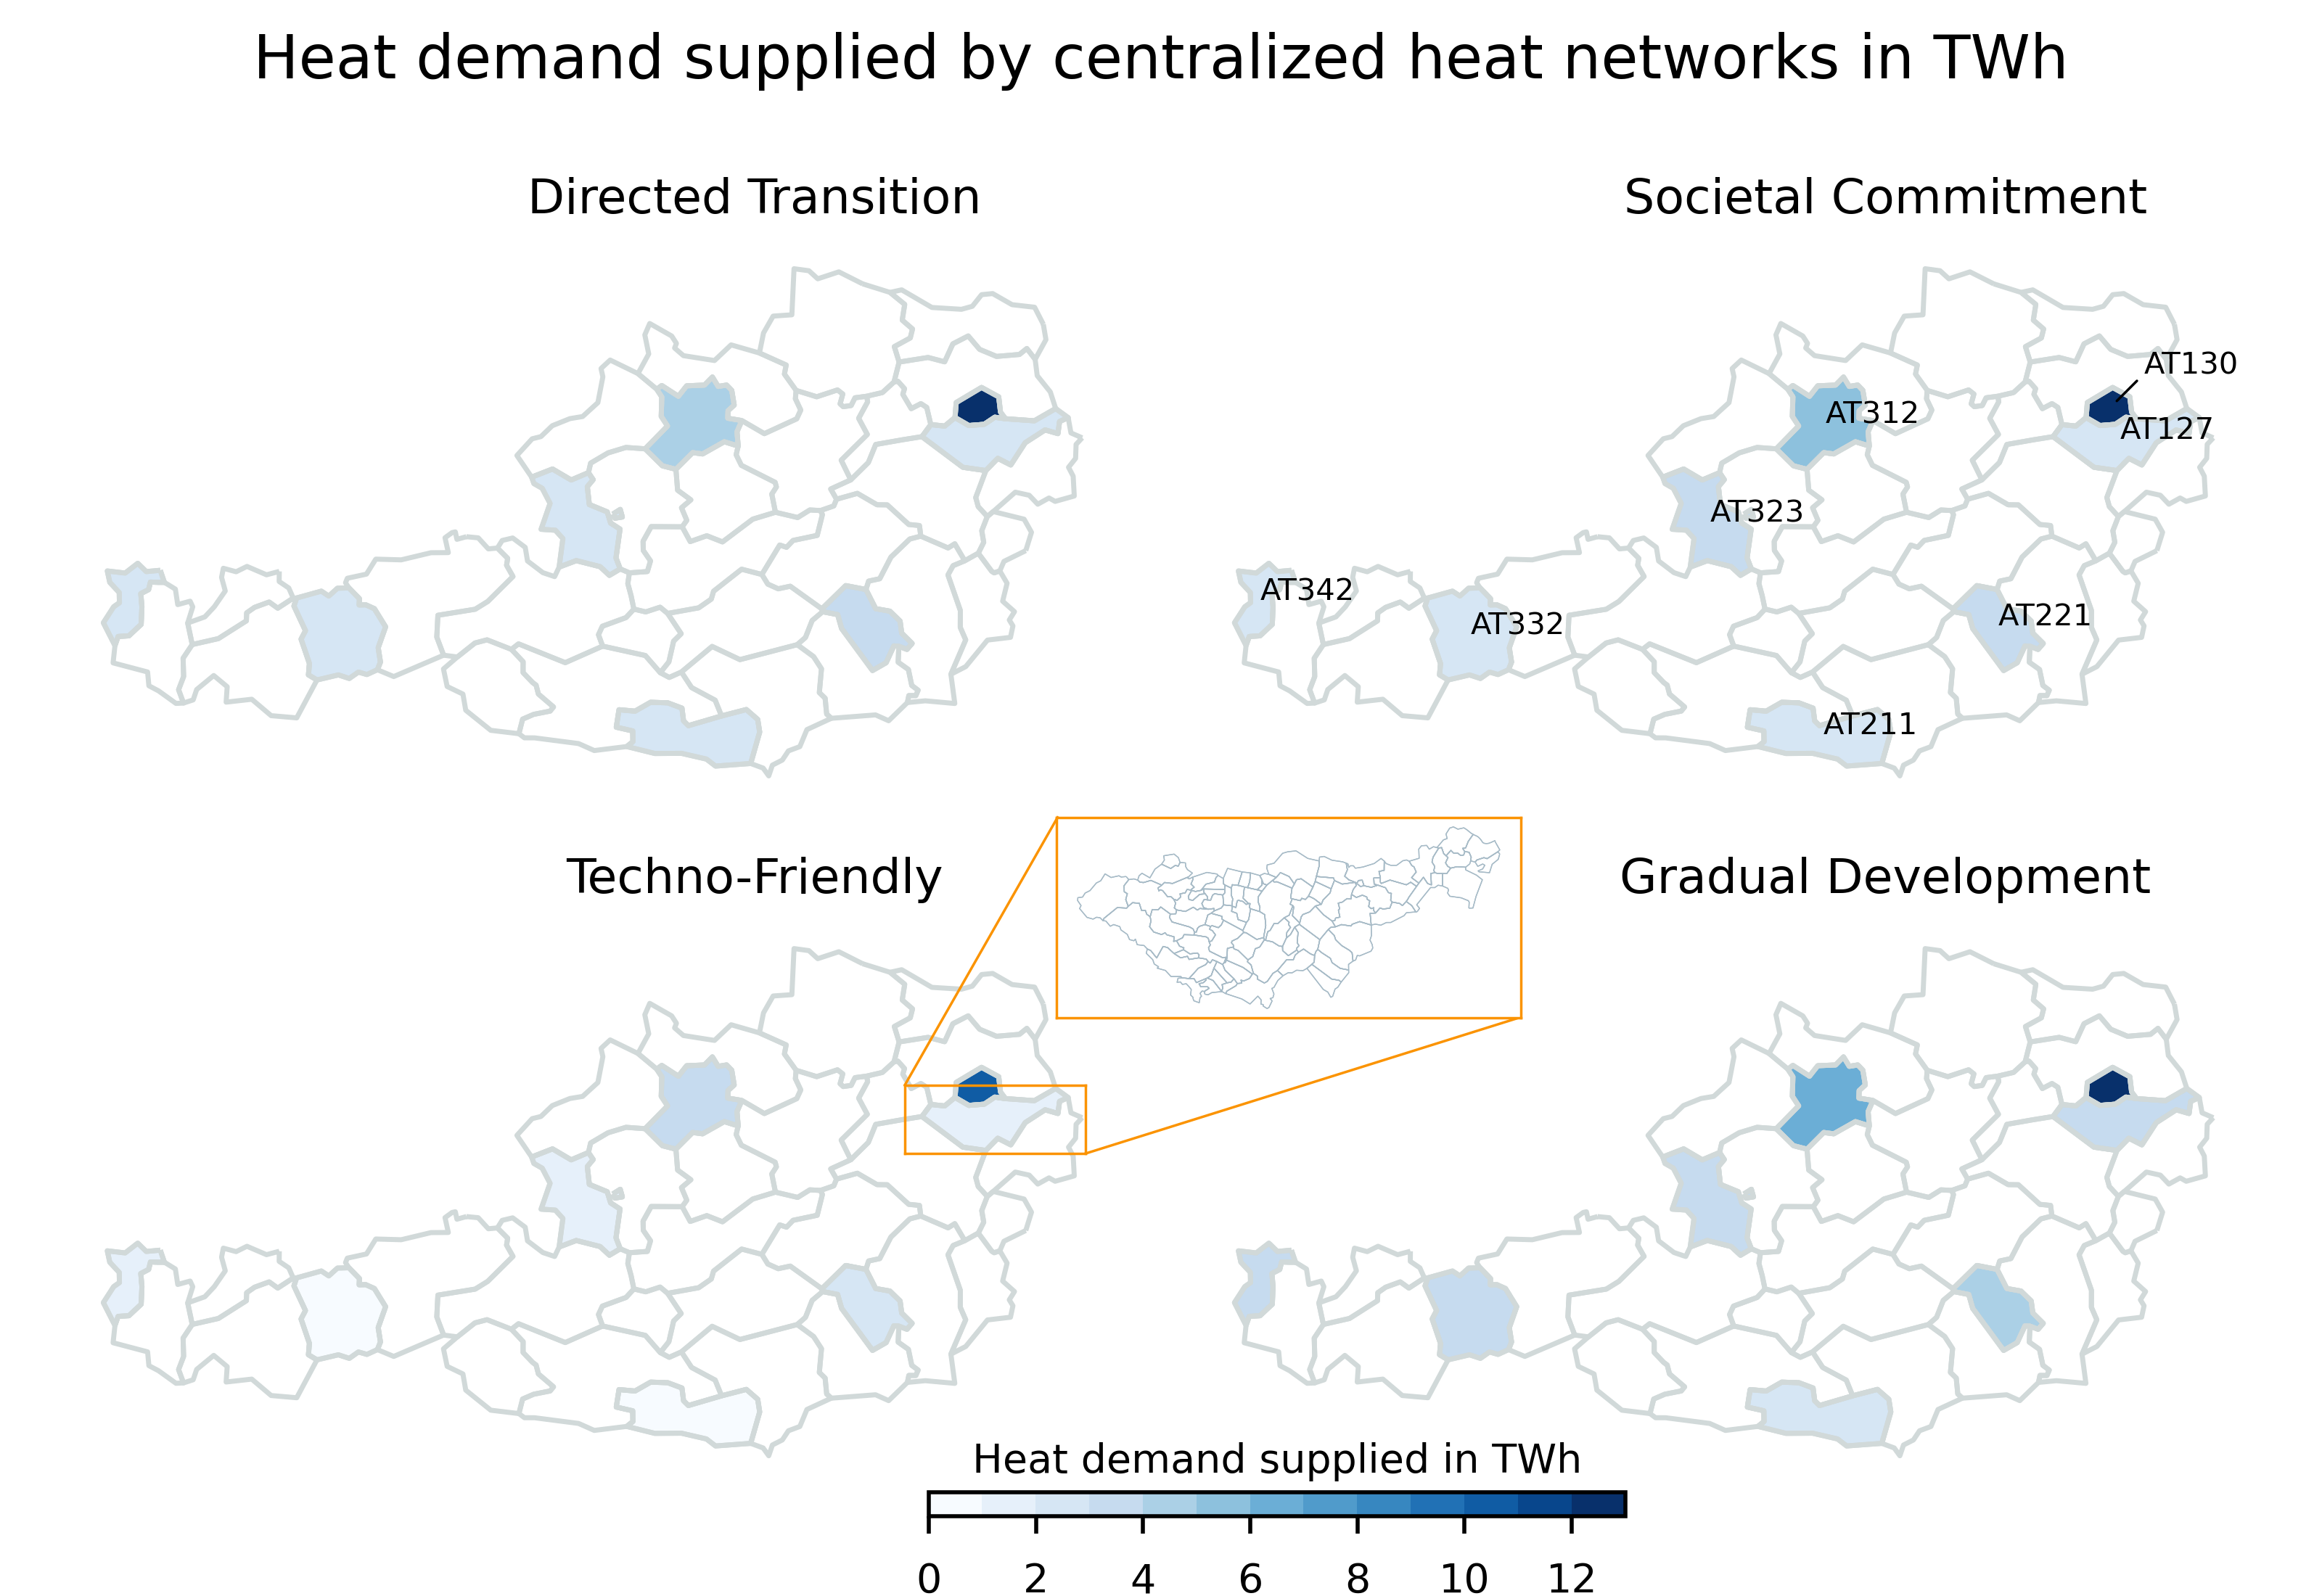 Heat demand supplied by centralized heat networks in TWh
Directed Transition
Societal Commitment
AT130
AT312
AT127
AT323
AT342
AT332
AT221
AT211
Techno-Friendly
Gradual Development
Heat demand supplied in TWh
0 2 4 6 8 10 12